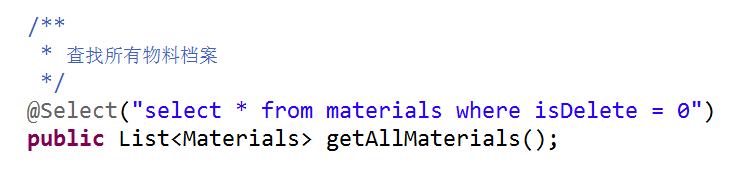 /**
 * 查找所有物料档案
 */
@Select("select * from materials where isDelete = 0")
public List<Materials> getAllMaterials();